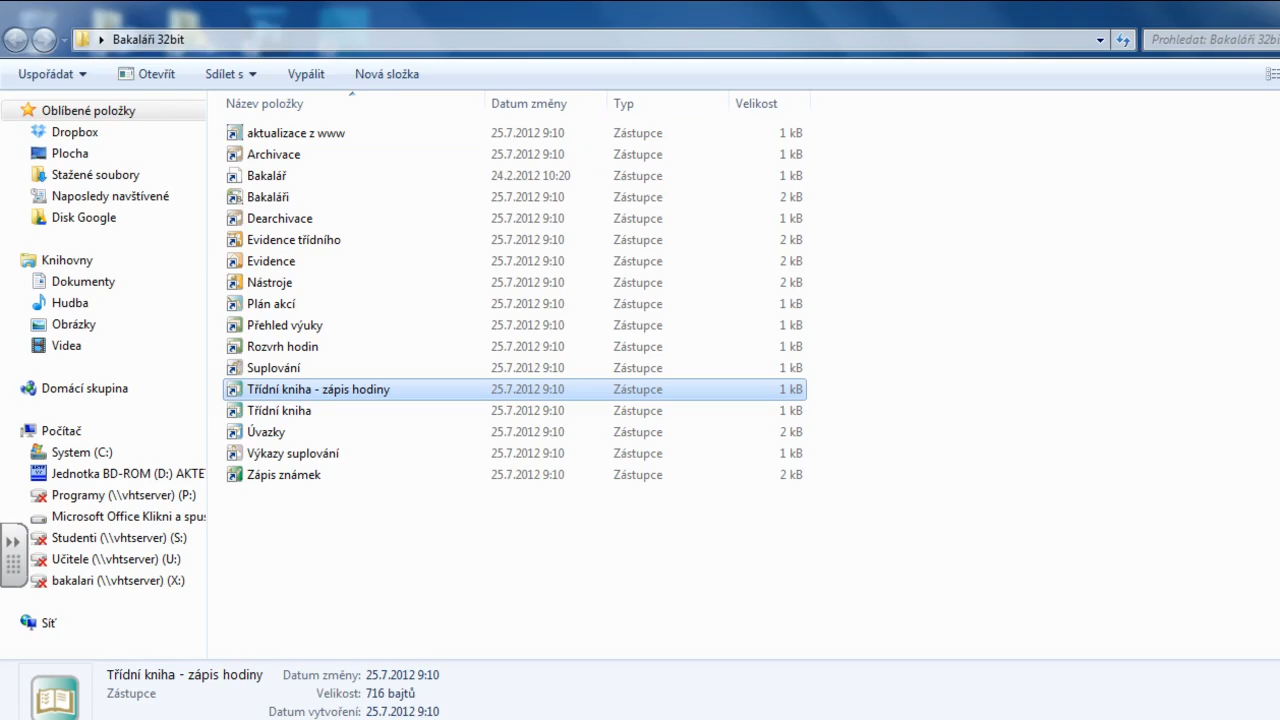 Bakaláři 32bit
Prohledat: Bakaláři 32bi
Uspořádat Otevřít Sdílet s Vypálit Nová složka
Název položky Datum změny Typ Velikost
Oblíbené položky
Dropbox
Plocha
Stažené soubory
Naposledy navštívené
Disk Google
Knihovny
Dokumenty
Hudba
Obrázky
Videa
Domácí skupina
Počítač
System (C:)
Jednotka BD-ROM (D:) AKTE
Programy (\\vhtserver) (P:)
Microsoft Office Klikni a spus
Studenti (\\vhtserver) (S:)
Učitele (\\vhtserver) (U:)
bakalari (\\vhtserver) (X:)
Síť
aktualizace z www 25.7.2012 9:10 Zástupce 1 kB
Archivace 25.7.2012 9:10 Zástupce 1 kB
Bakalář 24.2.2012 10:20 Zástupce 1 kB
Bakaláři 25.7.2012 9:10 Zástupce 2 kB
Dearchivace 25.7.2012 9:10 Zástupce 1 kB
Evidence třídního 25.7.2012 9:10 Zástupce 2 kB
Evidence 25.7.2012 9:10 Zástupce 2 kB
Nástroje 25.7.2012 9:10 Zástupce 2 kB
Plán akcí 25.7.2012 9:10 Zástupce 1 kB
Přehled výuky 25.7.2012 9:10 Zástupce 1 kB
Rozvrh hodin 25.7.2012 9:10 Zástupce 1 kB
Suplování 25.7.2012 9:10 Zástupce 1 kB
Třídní kniha - zápis hodiny 25.7.2012 9:10 Zástupce 1 kB
Třídní kniha 25.7.2012 9:10 Zástupce 1 kB
Úvazky 25.7.2012 9:10 Zástupce 2 kB
Výkazy suplování 25.7.2012 9:10 Zástupce 1 kB
Zápis známek 25.7.2012 9:10 Zástupce 2 kB
Třídní kniha - zápis hodiny Datum změny: 25.7.2012 9:10
Zástupce Velikost: 716 bajtů
Datum vytvoření: 25.7.2012 9:10